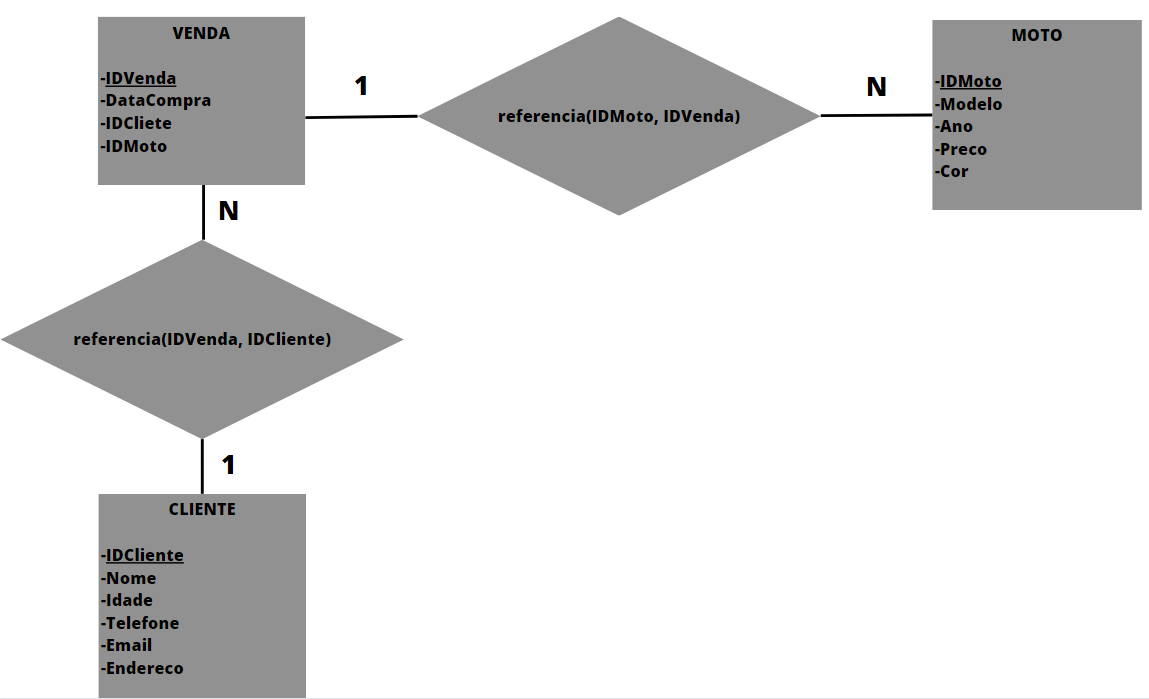 VENDA
-IDVenda
-DataCompra
-IDCliete
-IDMoto
1
referencia(IDMoto, IDVenda)
N
MOTO
-IDMoto
-Modelo
-Ano
-Preco
-Cor
N
referencia(IDVenda, IDCliente)
1
CLIENTE
-IDCliente
-Nome
-Idade
-Telefone
-Email
-Endereco